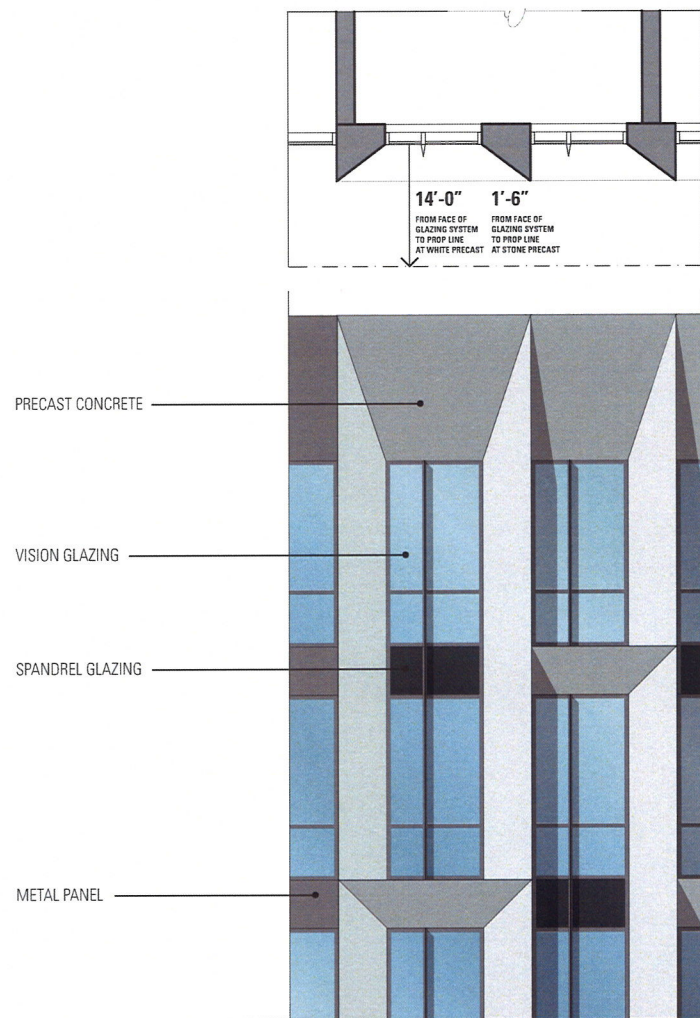 14'-0"
FROM FACE OF
GLAZING SYSTEM
TO PROP LINE
AT WHITE PRECAST
1'-6"
FROM FACE OF
GLAZING SYSTEM
TO PROP LINE
AT STONE PRECAST
PRECAST CONCRETE
VISION GLAZING
SPANDREL GLAZING
METAL PANEL